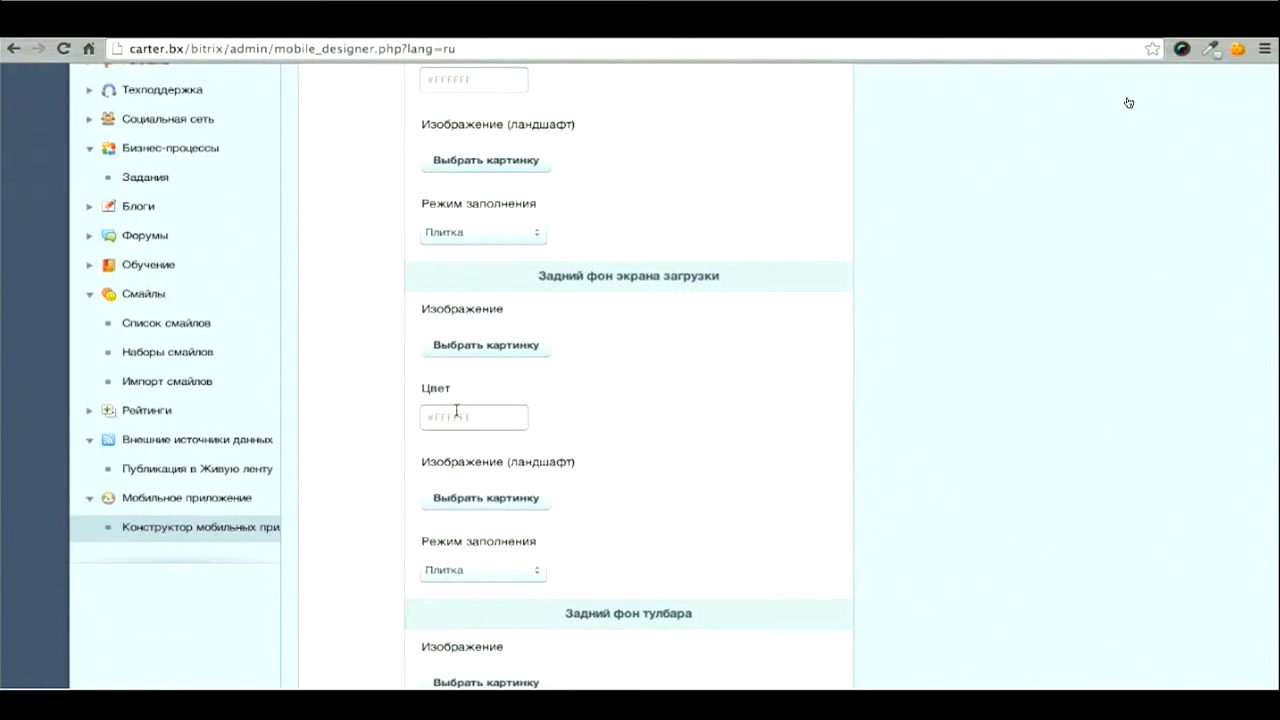 carter.bx/bitrix/admin/mobile_designer.php?lang=ru
Техподдержка
Социальная сеть
Бизнес-процессы
Задания
Блоги
Форумы
Обучение
Смайлы
Список смайлов
Наборы смайлов
Импорт смайлов
Рейтинги
Внешние источники данных
Публикация в Живую ленту
Мобильное приложение
Конструктор мобильных при
#FFFFFF
Изображение (ландшафт)
Выбрать картинку
Режим заполнения
Плитка
Задний фон экрана загрузки
Изображение
Выбрать картинку
Цвет
#FFFFFF
Изображение (ландшафт)
Выбрать картинку
Режим заполнения
Плитка
Задний фон тулбара
Изображение
Выбрать картинку